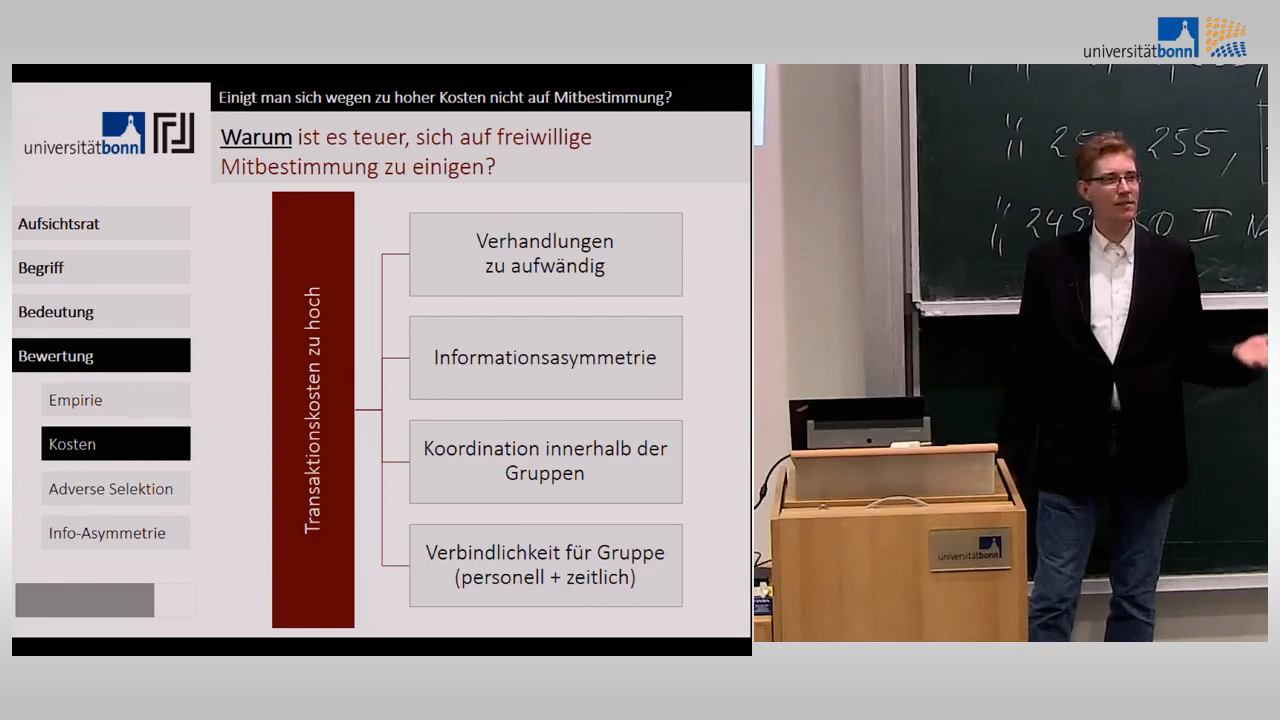 universitätbonn
Einigt man sich wegen zu hoher Kosten nicht auf Mitbestimmung?
universitätbonn
Warum ist es teuer, sich auf freiwillige
Mitbestimmung zu einigen?
Aufsichtsrat
Begriff
Bedeutung
Bewertung
Empirie
Kosten
Adverse Selektion
Info-Asymmetrie
Transaktionskosten zu hoch
Verhandlungen
zu aufwändig
Informationsasymmetrie
Koordination innerhalb der
Gruppen
Verbindlichkeit für Gruppe
(personell + zeitlich)
255,
universitätbonn